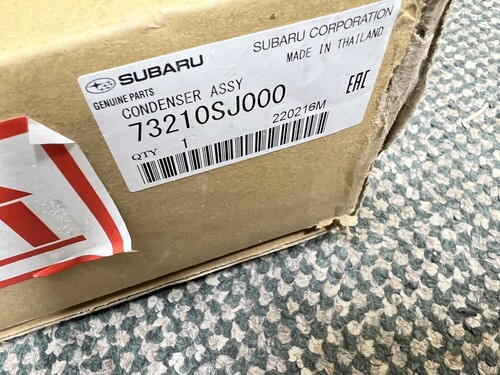 SUBARU
SUBARU CORPORATION
GENUINE PARTS
MADE IN THAILAND
CONDENSER ASSY
73210SJ000
EAC
220216M
QTY 1